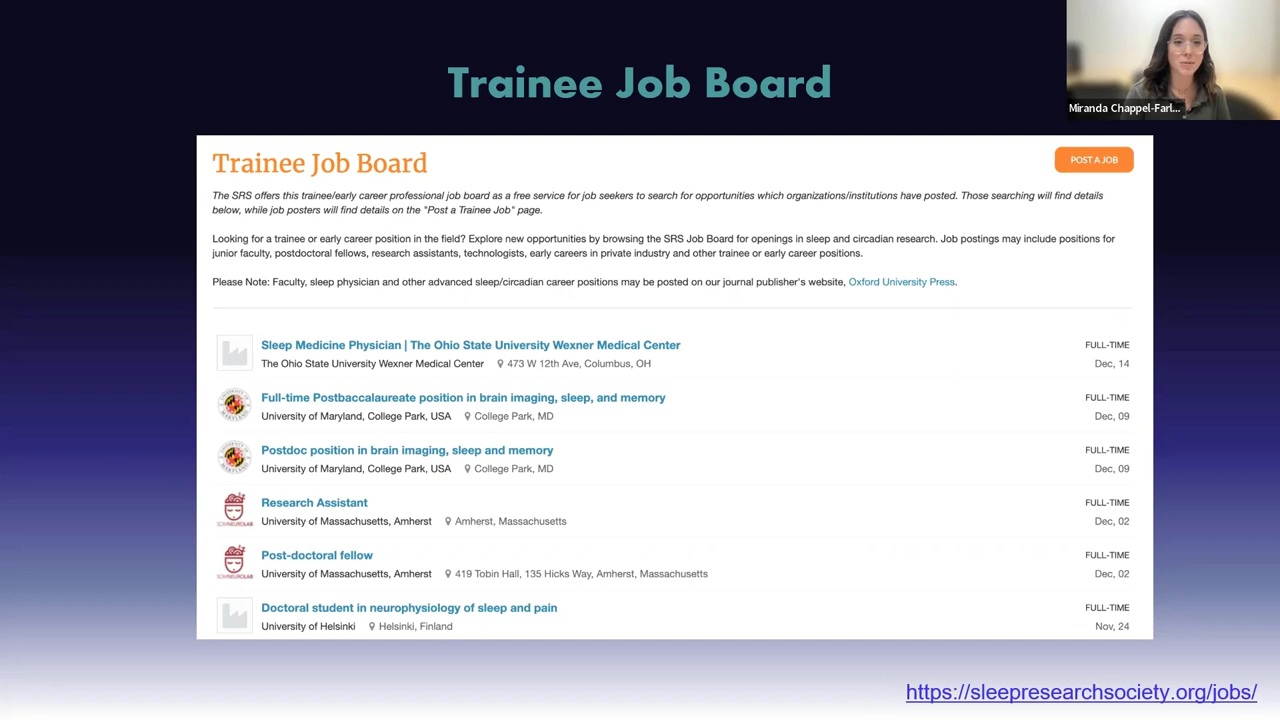 Trainee Job Board
Miranda Chappel-Farl...
Trainee Job Board
POST A JOB
The SRS offers this trainee/early career professional job board as a free service for job seekers to search for opportunities which organizations/institutions have posted. Those searching will find details
below, while job posters will find details on the "Post a Trainee Job" page.
Looking for a trainee or early career position in the field? Explore new opportunities by browsing the SRS Job Board for openings in sleep and circadian research. Job postings may include positions for
junior faculty, postdoctoral fellows, research assistants, technologists, early careers in private industry and other trainee or early career positions.
Please Note: Faculty, sleep physician and other advanced sleep/circadian career positions may be posted on our journal publisher's website, Oxford University Press.
Sleep Medicine Physician | The Ohio State University Wexner Medical Center FULL-TIME
The Ohio State University Wexner Medical Center 473 W 12th Ave, Columbus, OH Dec, 14
Full-time Postbaccalaureate position in brain imaging, sleep, and memory FULL-TIME
University of Maryland, College Park, USA College Park, MD Dec, 09
Postdoc position in brain imaging, sleep and memory FULL-TIME
University of Maryland, College Park, USA College Park, MD Dec, 09
Research Assistant FULL-TIME
University of Massachusetts, Amherst Amherst, Massachusetts Dec, 02
SOMNEUROLAB
Post-doctoral fellow FULL-TIME
University of Massachusetts, Amherst 419 Tobin Hall, 135 Hicks Way, Amherst, Massachusetts Dec, 02
SOMNEUROLAB
Doctoral student in neurophysiology of sleep and pain FULL-TIME
University of Helsinki Helsinki, Finland Nov, 24
https://sleepresearchsociety.org/jobs/